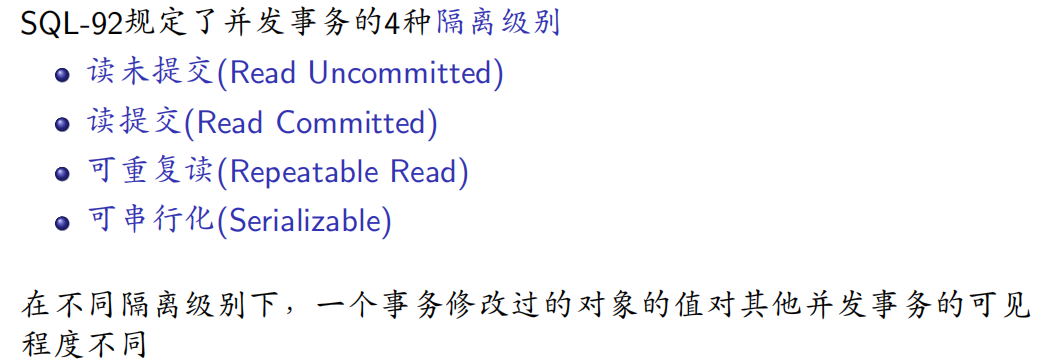 SQL-92规定了并发事务的4种隔离级别
读未提交(Read Uncommitted)
读提交(Read Committed)
可重复读(Repeatable Read)
可串行化(Serializable)
在不同隔离级别下，一个事务修改过的对象的值对其他并发事务的可见
程度不同